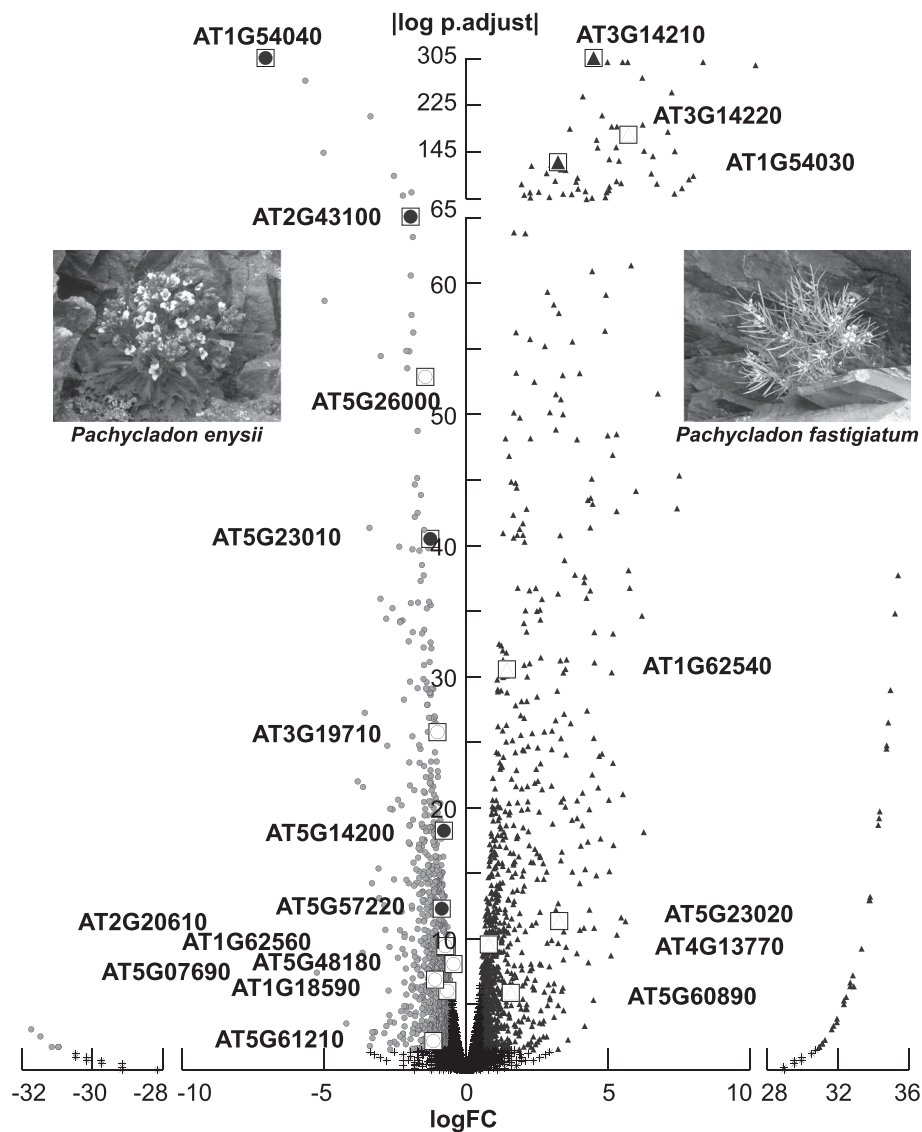 |log p.adjust|
AT1G54040
AT3G14210
305
225
AT3G14220
145
AT1G54030
65
AT2G43100
60
AT5G26000
50
Pachycladon enysii
Pachycladon fastigiatum
AT5G23010
40
AT1G62540
30
AT3G19710
20
AT5G14200
AT5G57220
AT5G23020
AT2G20610
10
AT1G62560
AT4G13770
AT5G48180
AT5G07690
AT1G18590
AT5G60890
AT5G61210
-32 -30 -28 -10 -5 0 5 10 28 32 36
logFC